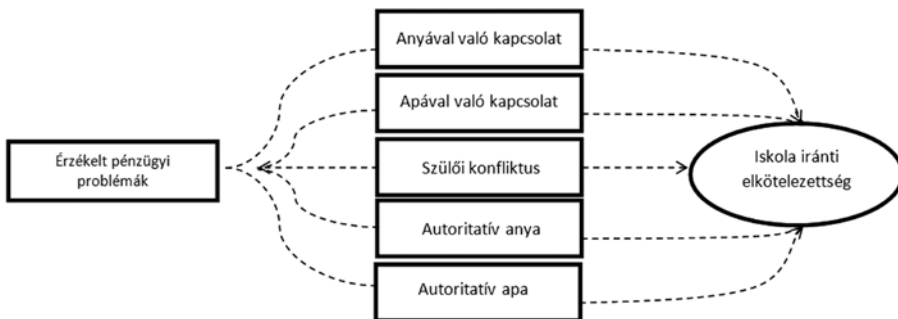 Anyával való kapcsolat
Apával való kapcsolat
Érzékelt pénzügyi
problémák
Szülői konfliktus
Iskola iránti
elkötelezettség
Autoritatív anya
Autoritatív apa